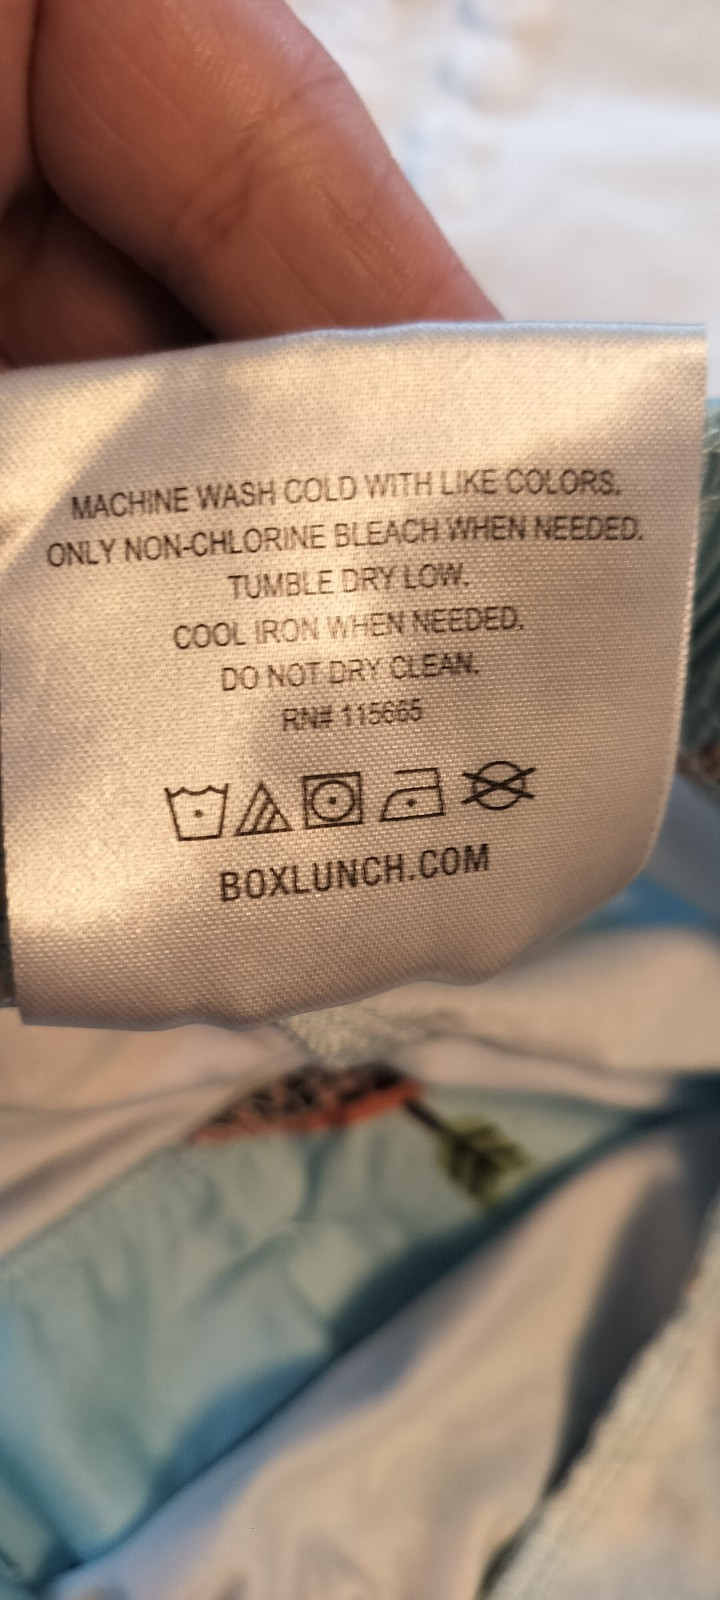 MACHINE WASH COLD WITH LIKE COLORS.
ONLY NON-CHLORINE BLEACH WHEN NEEDED.
TUMBLE DRY LOW.
COOL IRON WHEN NEEDED.
DO NOT DRY CLEAN.
RN# 115665
BOXLUNCH.COM